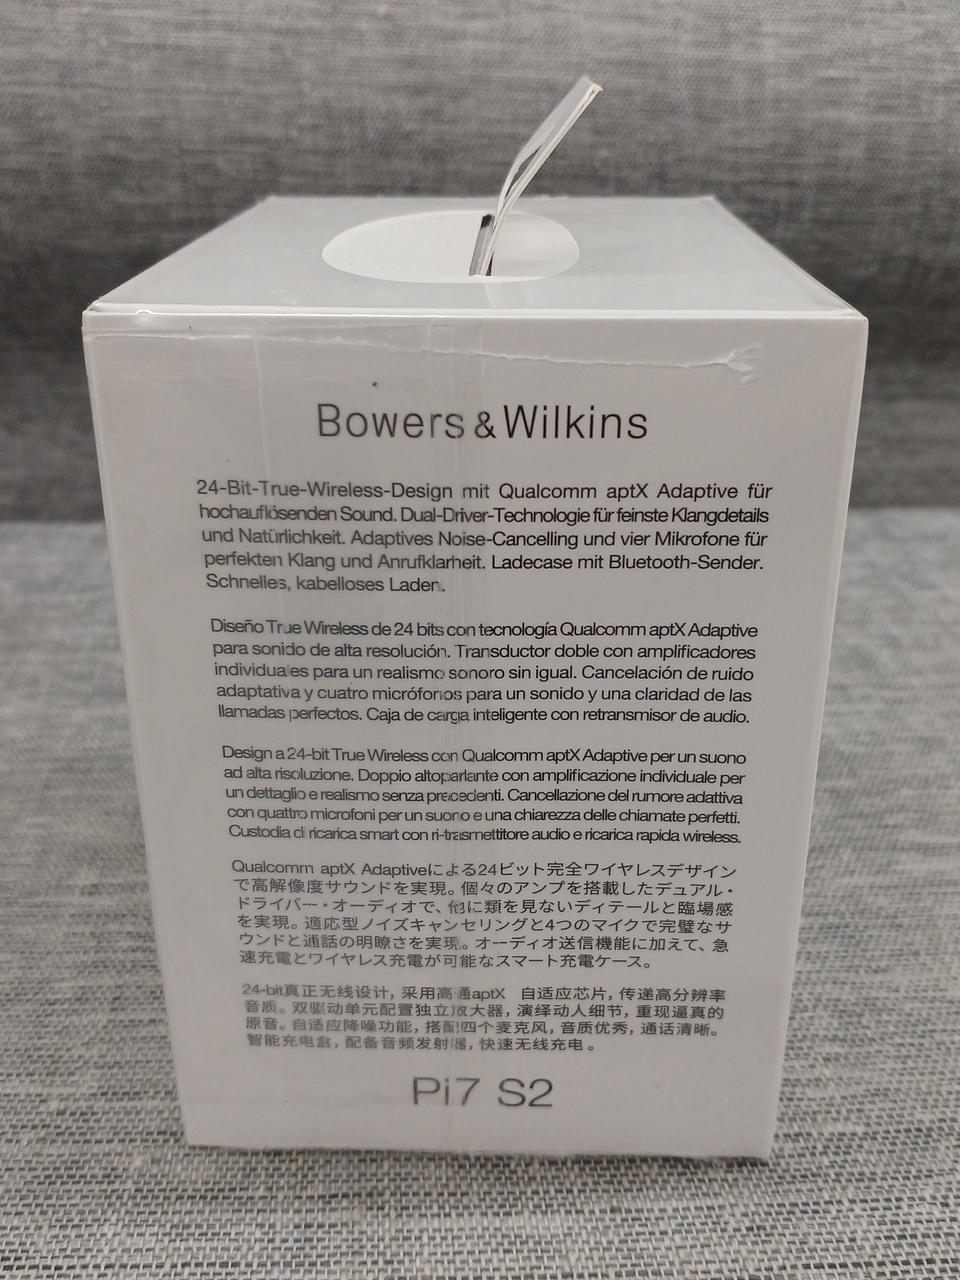 Bowers & Wilkins
24-Bit-True-Wireless-Design mit Qualcomm aptX Adaptive für
hochauflösenden Sound. Dual-Driver-Technologie für feinste Klangdetails
und Natürlichkeit. Adaptives Noise-Cancelling und vier Mikrofone für
perfekten Klang und Anrufklarheit. Ladecase mit Bluetooth-Sender.
Schnelles, kabelloses Laden.
Diseño True Wireless de 24 bits con tecnología Qualcomm aptX Adaptive
para sonido de alta resolución. Transductor doble con amplificadores
individuales para un realismo sonoro sin igual. Cancelación de ruido
adaptativa y cuatro micrófonos para un sonido y una claridad de las
llamadas perfectos. Caja de carga inteligente con retransmisor de audio.
Design a 24-bit True Wireless con Qualcomm aptX Adaptive per un suono
ad alta risoluzione. Doppio altoparlante con amplificazione individuale per
un dettaglio e realismo senza precedenti. Cancellazione del rumore adattiva
con quattro microfoni per un suono e una chiarezza delle chiamate perfetti.
Custodia di ricarica smart con ri-trasmettitore audio e ricarica rapida wireless.
Qualcomm aptX Adaptiveによる24ビット完全ワイヤレスデザイン
で高解像度サウンドを実現。個々のアンプを搭載したデュアル・
ドライバー・オーディオで、他に類を見ないディテールと臨場感
を実現。適応型ノイズキャンセリングと4つのマイクで完璧なサ
ウンドと通話の明瞭さを実現。オーディオ送信機能に加えて、急
速充電とワイヤレス充電が可能なスマート充電ケース。
24-bit真正无线设计，采用高通aptX 自适应芯片，传递高分辨率
音质。双驱动单元配置独立放大器，演绎动人细节，重现逼真的
原音。自适应降噪功能，搭配四个麦克风，音质优秀，通话清晰。
智能充电盒，配备音频发射器，快速无线充电。
Pi7 S2